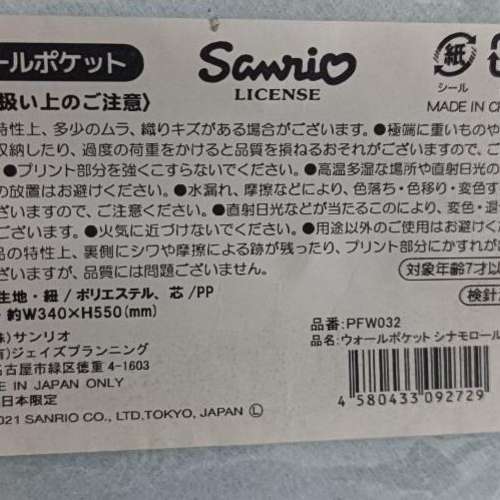 ールポケット
Sanrio
LICENSE
紙
シール
MADE IN C
扱い上のご注意〉
特性上、多少のムラ、織りキズがある場合がございます。●極端に重いものや
収納したり、過度の荷重をかけると品質を損ねるおそれがございますので、ご
●プリント部分を強くこすらないでください。●高温多湿な場所や直射日光
の放置はお避けください。●水漏れ、摩擦などにより、色落ち・色移り・変色す
ざいますので、ご注意ください。●直射日光などが当たるこのにより、変色・退
ございます。●火気に近づけないでください。●用途以外のご使用はお避けくだ
品の特性上、裏側にシワや摩擦による跡が残ったり、プリント部分にかすれが
ますが、品質には問題ございません。
対象年齢7才以
検針
生地・紐/ポリエステル、芯/PP
約W340×H550(mm)
品番:PFW032
品名:ウォールポケット シナモロール
株)サンリオ
有)ジェイズプランニング
名古屋市緑区徳重4-1603
E IN JAPAN ONLY
日本限定
021 SANRIO CO., LTD.TOKYO, JAPAN Ⓛ
4 580433 092729